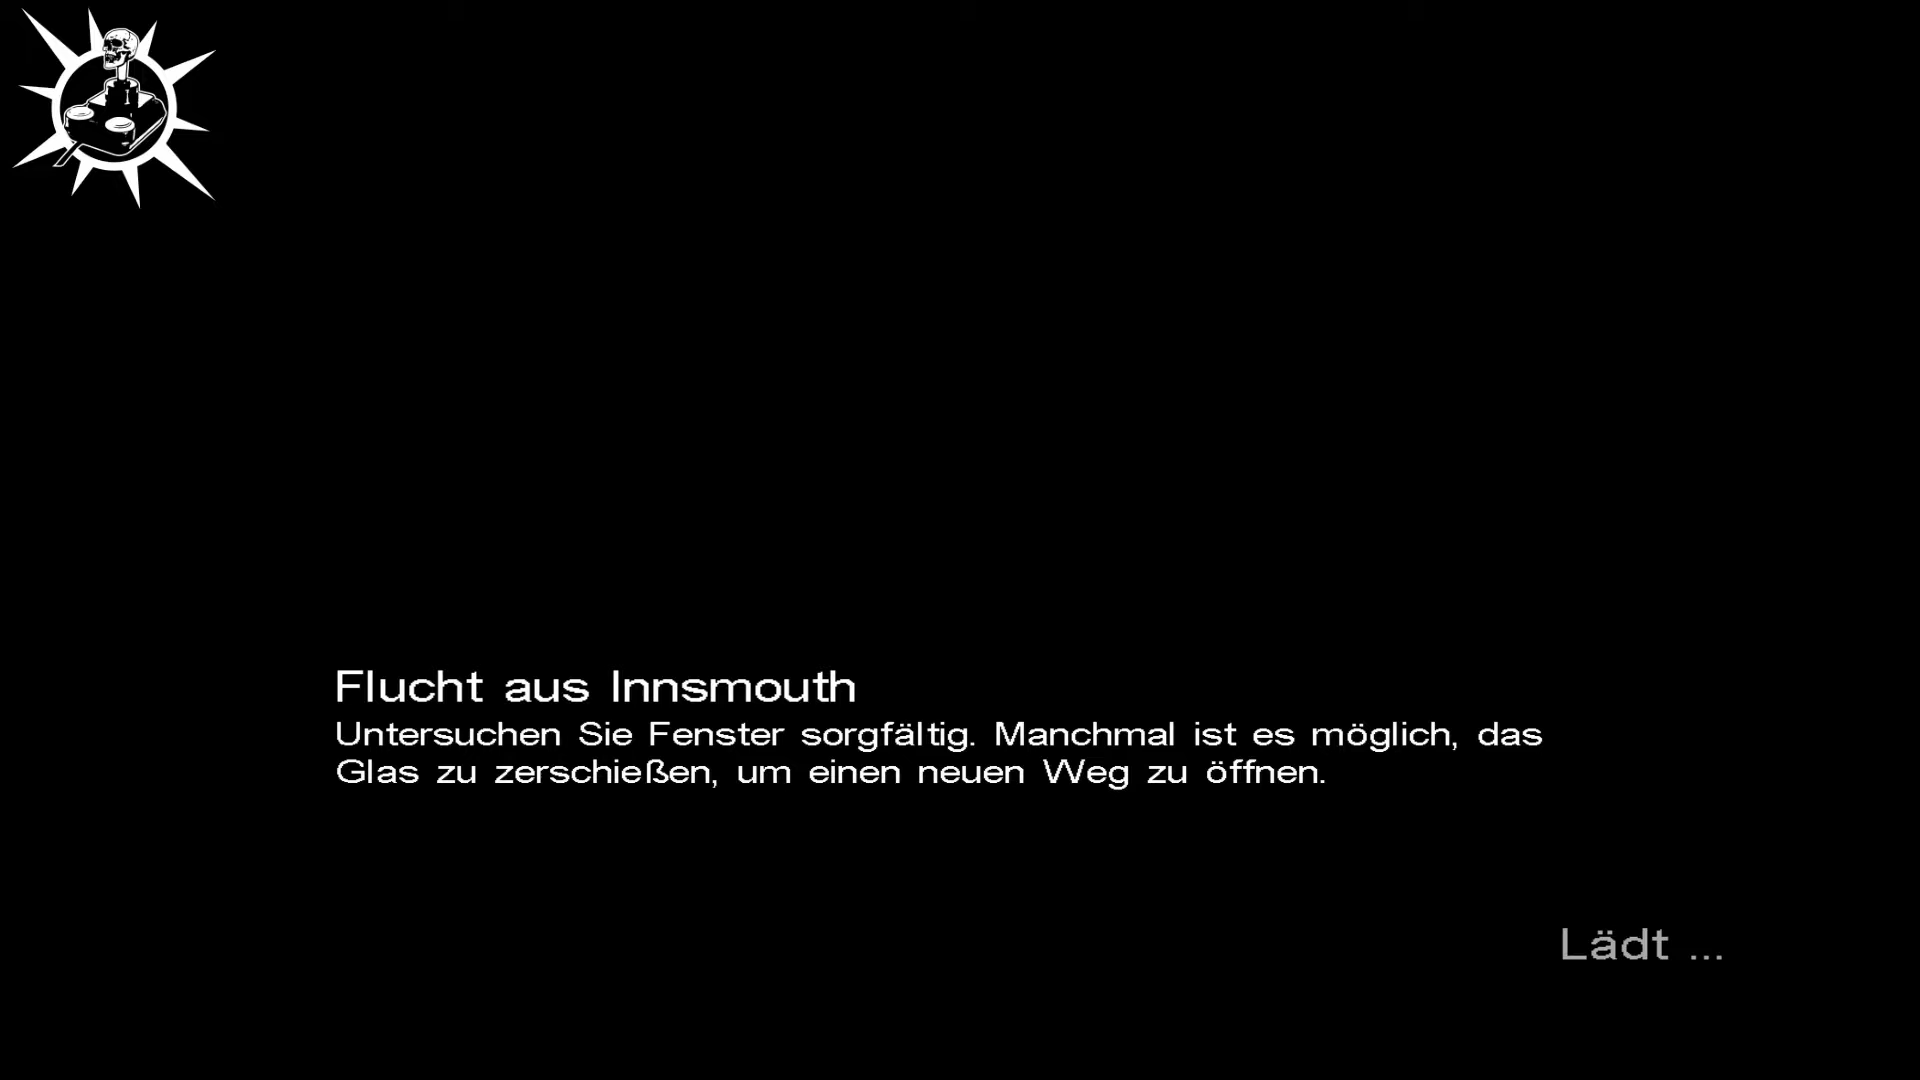 Flucht aus Innsmouth
Untersuchen Sie Fenster sorgfältig. Manchmal ist es möglich, das
Glas zu zerschießen, um einen neuen Weg zu öffnen.
Lädt ...